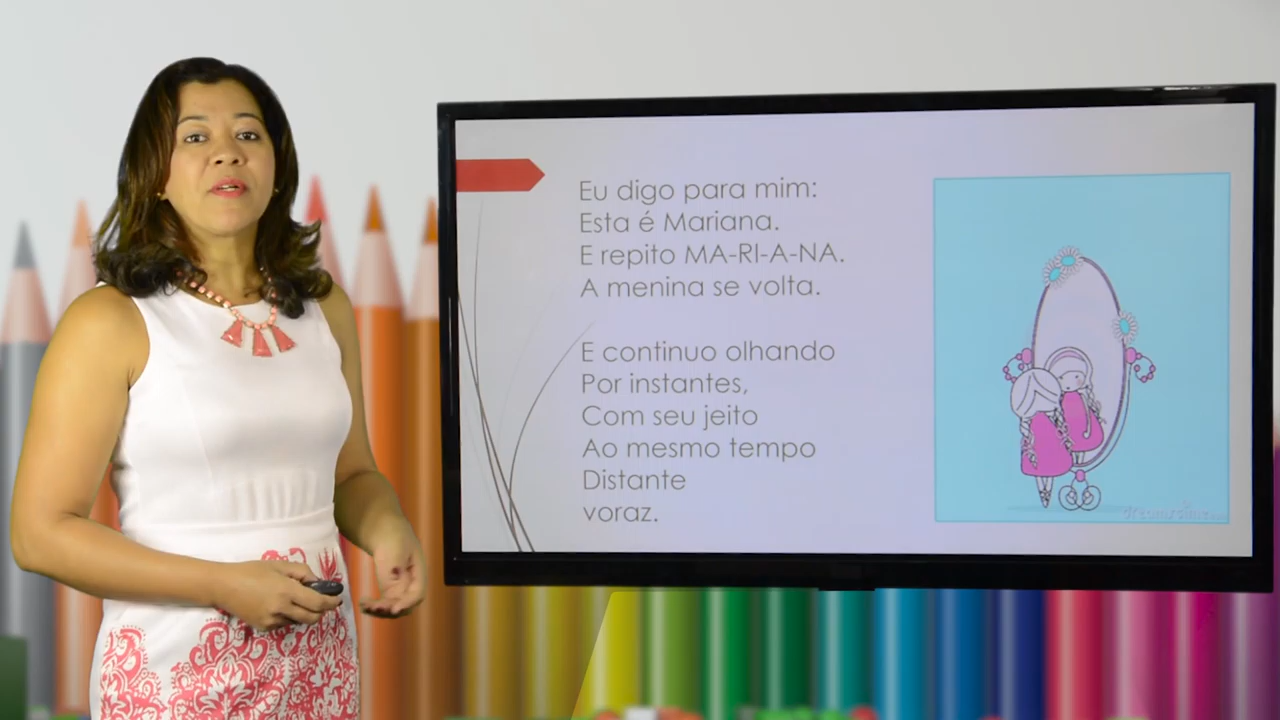 Eu digo para mim:
Esta é Mariana.
E repito MA-RI-A-NA.
A menina se volta.
E continuo olhando
Por instantes,
Com seu jeito
Ao mesmo tempo
Distante
voraz.